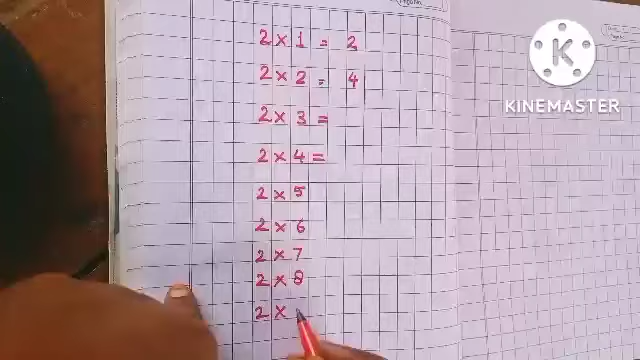 2 × 1 = 2
2 × 2 = 4
2 × 3 =
2 × 4 =
2 × 5
2 × 6
2 × 7
2 × 8
2 ×
K
KINEMASTER